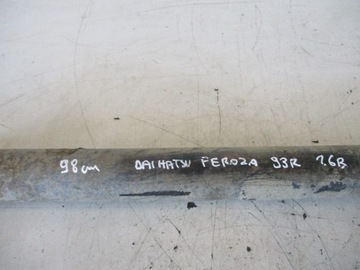 98cm DAIHATSU FEROZA 93R 1.6B